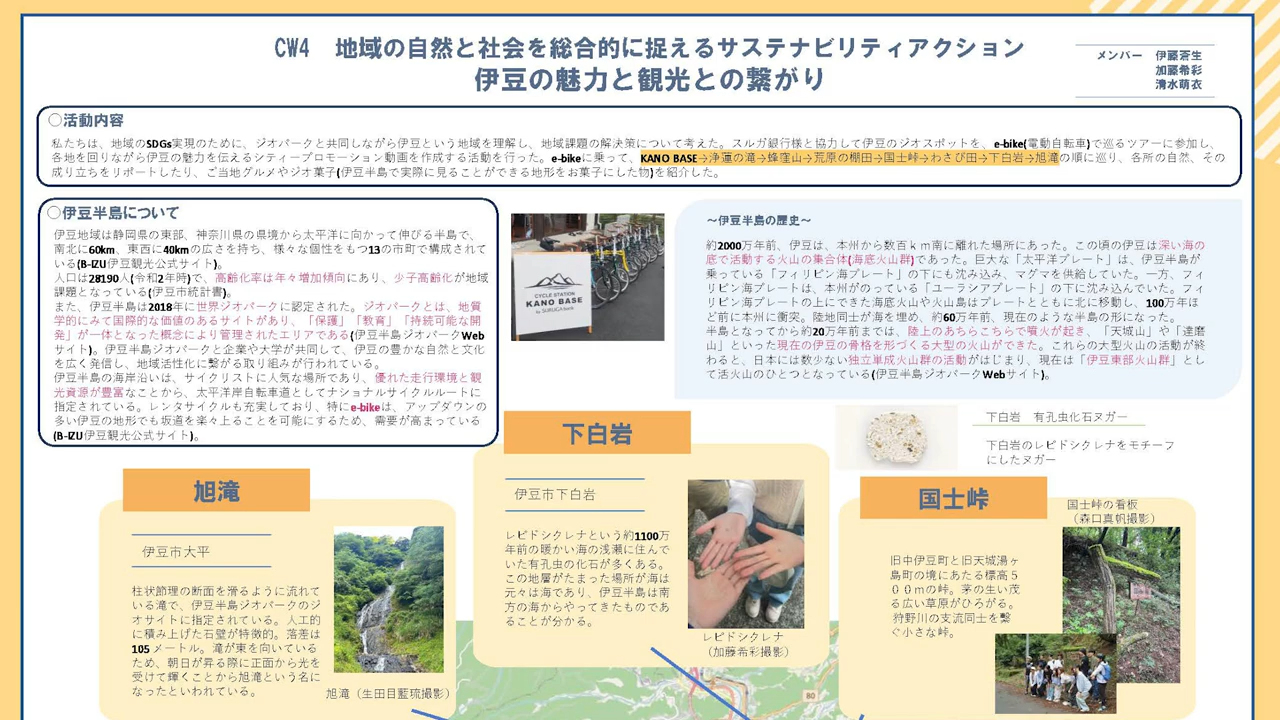 CW4 地域の自然と社会を総合的に捉えるサステナビリティアクション
伊豆の魅力と観光との繋がり
メンバー 伊藤蒼生
加藤希彩
清水萌衣
○活動内容
私たちは、地域のSDGs実現のために、ジオパークと共同しながら伊豆という地域を理解し、地域課題の解決策について考えた。スルガ銀行様と協力して伊豆のジオスポットを、e-bike(電動自転車)で巡るツアーに参加し、
各地を回りながら伊豆の魅力を伝えるシティープロモーション動画を作成する活動を行った。e-bikeに乗って、KANO BASE→浄蓮の滝→蜂窪山→荒原の棚田→国士峠→わさび田→下白岩→旭滝の順に巡り、各所の自然、その
成り立ちをリポートしたり、ご当地グルメやジオ菓子(伊豆半島で実際に見ることができる地形をお菓子にした物)を紹介した。
○伊豆半島について
伊豆地域は静岡県の東部、神奈川県の県境から太平洋に向かって伸びる半島で、
南北に60km、東西に40kmの広さを持ち、様々な個性をもつ13の市町で構成されて
いる(B-IZU伊豆観光公式サイト)。
人口は28190人(令和2年時)で、高齢化率は年々増加傾向にあり、少子高齢化が地域
課題となっている(伊豆市統計書)。
また、伊豆半島は2018年に世界ジオパークに認定された。ジオパークとは、地質
学的にみて国際的な価値のあるサイトがあり、「保護」「教育」「持続可能な開
発」が一体となった概念により管理されたエリアである(伊豆半島ジオパークWeb
サイト)。伊豆半島ジオパークと企業や大学が共同して、伊豆の豊かな自然と文化
を広く発信し、地域活性化に繋がる取り組みが行われている。
伊豆半島の海岸沿いは、サイクリストに人気な場所であり、優れた走行環境と観
光資源が豊富なことから、太平洋岸自転車道としてナショナルサイクルルートに
指定されている。レンタサイクルも充実しており、特にe-bikeは、アップダウンの
多い伊豆の地形でも坂道を楽々上ることを可能にするため、需要が高まっている
(B-IZU伊豆観光公式サイト)。
CYCLE STATION
KANO BASE
by SURUGA bank
～伊豆半島の歴史～
約2000万年前、伊豆は、本州から数百ｋｍ南に離れた場所にあった。この頃の伊豆は深い海の
底で活動する火山の集合体(海底火山群)であった。巨大な「太平洋プレート」は、伊豆半島が
乗っている「フィリピン海プレート」の下にも沈み込み、マグマを供給していた。一方、フィ
リピン海プレートは、本州がのっている「ユーラシアプレート」の下に沈み込んでいた。フィ
リピン海プレートの上にできた海底火山や火山島はプレートとともに北に移動し、100万年ほ
ど前に本州に衝突。陸地同士が海を埋め、約60万年前、現在のような半島の形になった。
半島となってから約20万年前までは、陸上のあちらこちらで噴火が起き、「天城山」や「達磨
山」といった現在の伊豆の骨格を形づくる大型の火山ができた。これらの大型火山の活動が終
わると、日本には数少ない独立単成火山群の活動がはじまり、現在は「伊豆東部火山群」とし
て活火山のひとつとなっている(伊豆半島ジオパークWebサイト)。
下白岩 有孔虫化石ヌガー
下白岩のレピドシクレナをモチーフ
にしたヌガー
旭滝
伊豆市大平
柱状節理の断面を滑るように流れて
いる滝で、伊豆半島ジオパークのジ
オサイトに指定されている。人工的
に積み上げた石壁が特徴的。落差は
105メートル。滝が東を向いている
ため、朝日が昇る際に正面から光を
受けて輝くことから旭滝という名に
なったといわれている。
旭滝（生田目藍琉撮影）
下白岩
伊豆市下白岩
レピドシクレナという約1100万
年前の暖かい海の浅瀬に住んで
いた有孔虫の化石が多くある。
この地層がたまった場所が海は
元々は海であり、伊豆半島は南
方の海からやってきたものであ
ることが分かる。
レピドシクレナ
（加藤希彩撮影）
国士峠
国士峠の看板
（森口真帆撮影）
旧中伊豆町と旧天城湯ヶ
島町の境にあたる標高５
００ｍの峠。茅の生い茂
る広い草原がひろがる。
狩野川の支流同士を繋
ぐ小さな峠。
80